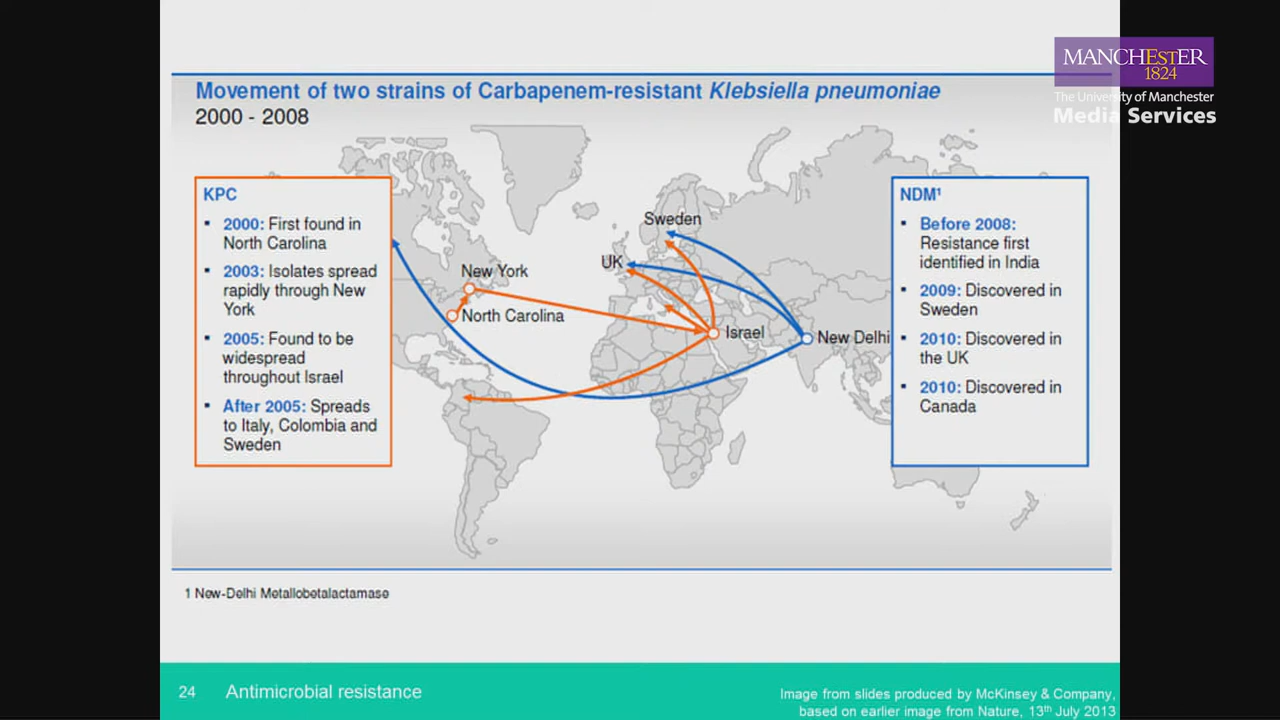 MANCHESTER
1824
The University of Manchester
Media Services
Movement of two strains of Carbapenem-resistant Klebsiella pneumoniae
2000 - 2008
KPC
▪ 2000: First found in
North Carolina
▪ 2003: Isolates spread
rapidly through New
York
▪ 2005: Found to be
widespread
throughout Israel
▪ After 2005: Spreads
to Italy, Colombia and
Sweden
Sweden
UK
New York
North Carolina
Israel
New Delhi
NDM¹
▪ Before 2008:
Resistance first
identified in India
▪ 2009: Discovered in
Sweden
▪ 2010: Discovered in
the UK
▪ 2010: Discovered in
Canada
1 New-Delhi Metallobetalactamase
24 Antimicrobial resistance
Image from slides produced by McKinsey & Company,
based on earlier image from Nature, 13th July 2013